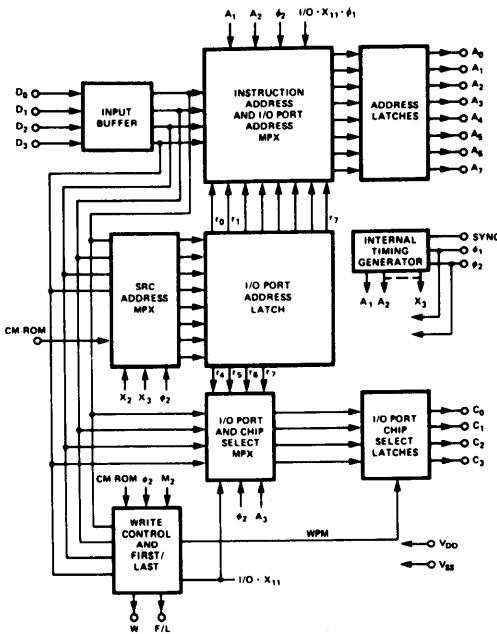 A₁ A₂ ϕ₂ I/O · X₁₁ · ϕ₁
D₀
D₁
D₂
D₃
INPUT
BUFFER
INSTRUCTION
ADDRESS
AND I/O PORT
ADDRESS
MPX
ADDRESS
LATCHES
A₀
A₁
A₂
A₃
A₄
A₅
A₆
A₇
r₀ r₁ r₇
SRC
ADDRESS
MPX
I/O PORT
ADDRESS
LATCH
INTERNAL
TIMING
GENERATOR
SYNC
ϕ₁
ϕ₂
A₁ A₂ X₃
CM-ROM
X₂ X₃ ϕ₂
r₄ r₅ r₆ r₇
I/O PORT
AND CHIP
SELECT
MPX
I/O PORT
CHIP
SELECT
LATCHES
C₀
C₁
C₂
C₃
CM-ROM ϕ₂ M₂
ϕ₂ A₃
WRITE
CONTROL
AND
FIRST/
LAST
WPM
I/O · X₁₁
V_DD
V_SS
W F/L